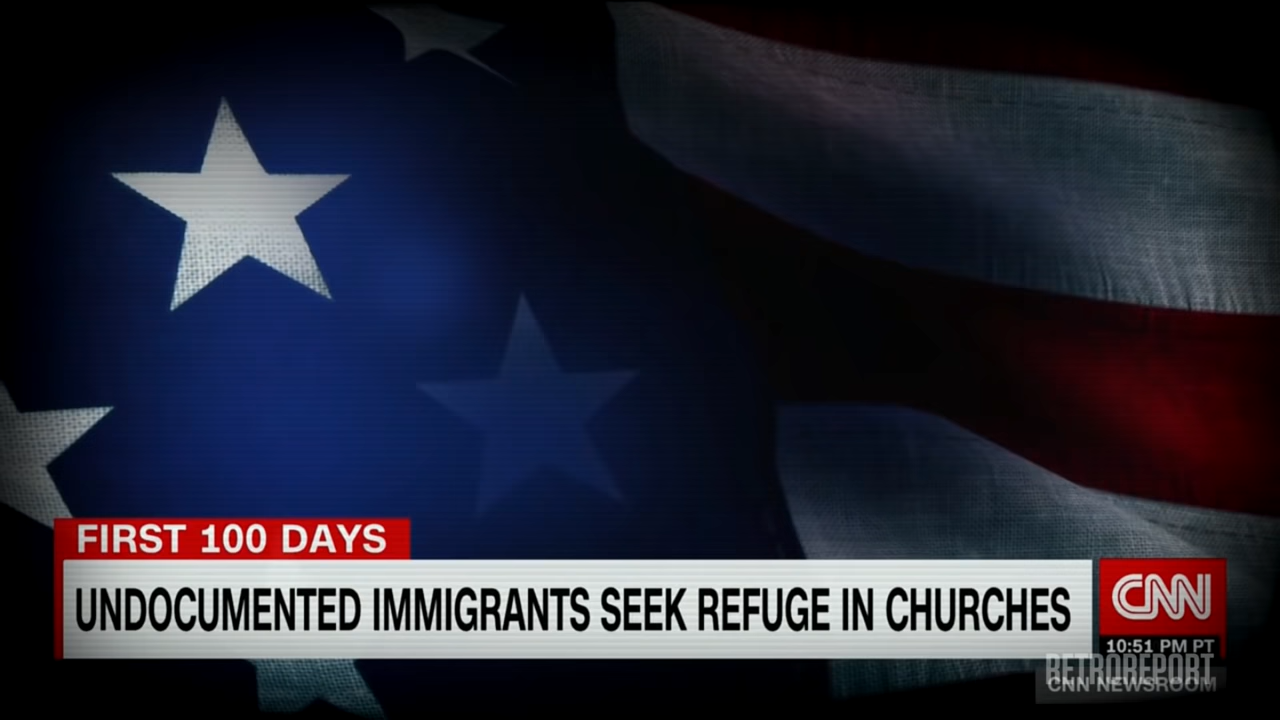 FIRST 100 DAYS
UNDOCUMENTED IMMIGRANTS SEEK REFUGE IN CHURCHES
CNN
10:51 PM PT
RETROREPORT
CNN NEWSROOM